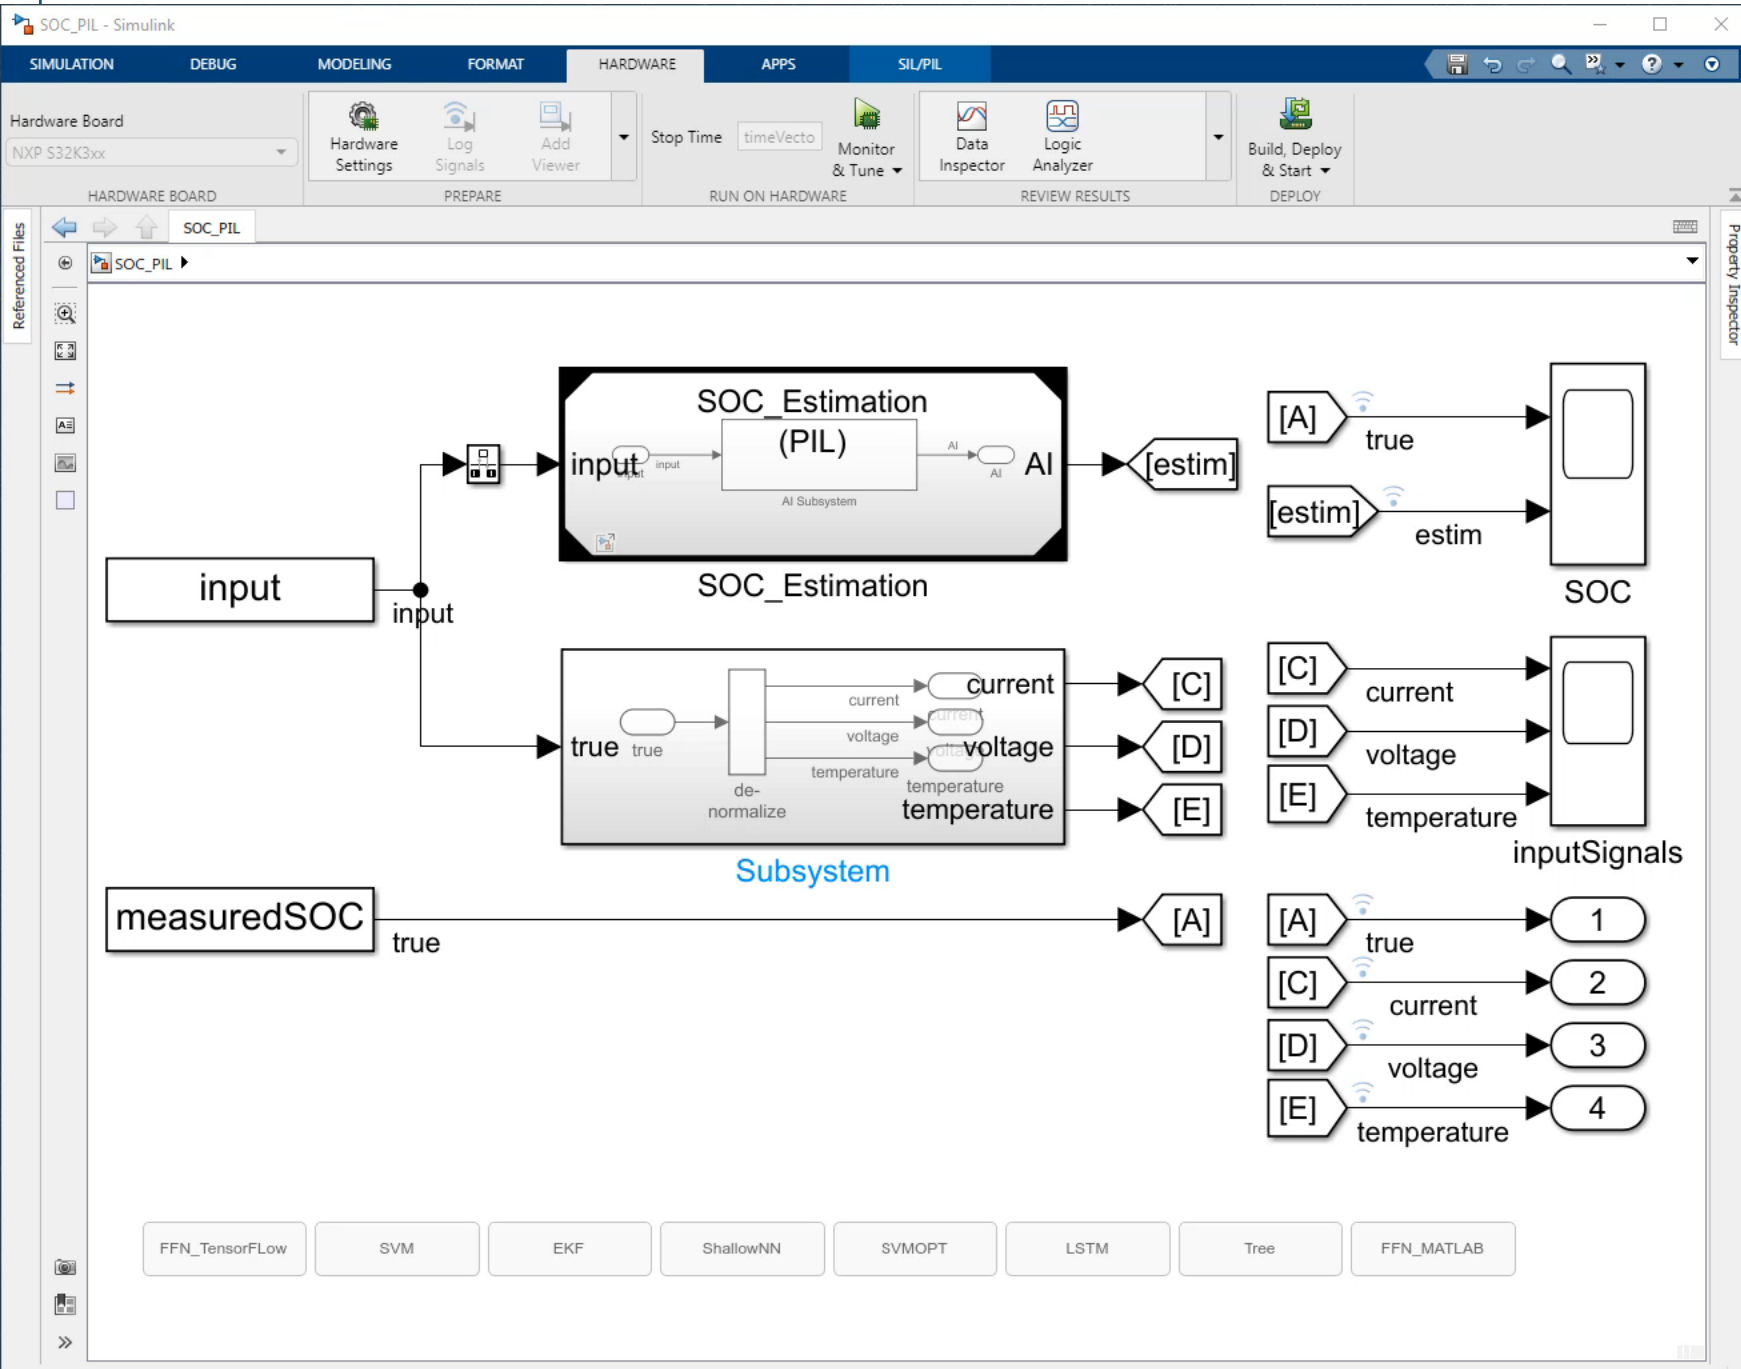 SOC_PIL - Simulink
SIMULATION
DEBUG
MODELING
FORMAT
HARDWARE
APPS
SIL/PIL
Hardware Board
NXP S32K3xx
HARDWARE BOARD
Hardware
Settings
Log
Signals
Add
Viewer
PREPARE
Stop Time
timeVecto
Monitor
& Tune
RUN ON HARDWARE
Data
Inspector
Logic
Analyzer
REVIEW RESULTS
Build, Deploy
& Start
DEPLOY
Referenced Files
Property Inspector
SOC_PIL
SOC_PIL
SOC_Estimation
(PIL)
input
input
input
AI
AI
AI
AI Subsystem
SOC_Estimation
[estim]
[A]
true
[estim]
estim
SOC
input
input
true
true
de-
normalize
current
voltage
temperature
current
current
voltage
voltage
temperature
temperature
Subsystem
[C]
[D]
[E]
[C]
current
[D]
voltage
[E]
temperature
inputSignals
measuredSOC
true
[A]
[A]
true
1
[C]
current
2
[D]
voltage
3
[E]
temperature
4
FFN_TensorFLow
SVM
EKF
ShallowNN
SVMOPT
LSTM
Tree
FFN_MATLAB